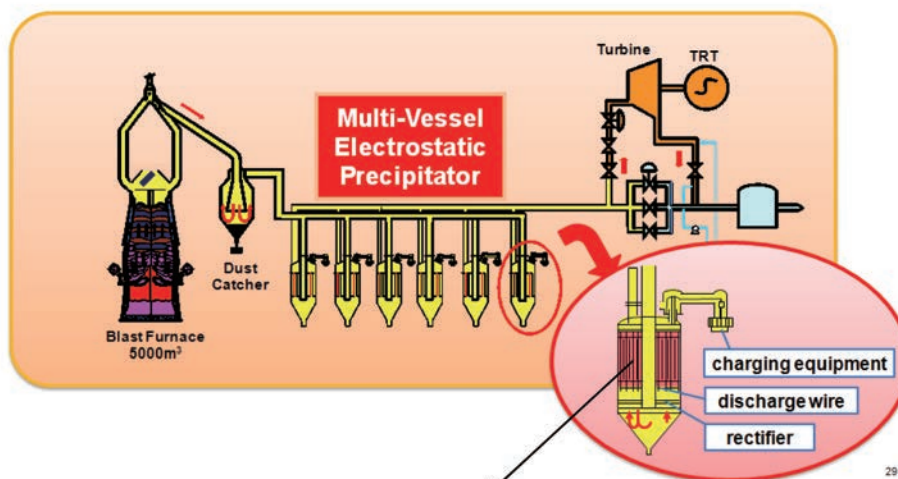 Turbine
TRT
Multi-Vessel
Electrostatic
Precipitator
Dust
Catcher
Blast Furnace
5000m³
charging equipment
discharge wire
rectifier
29